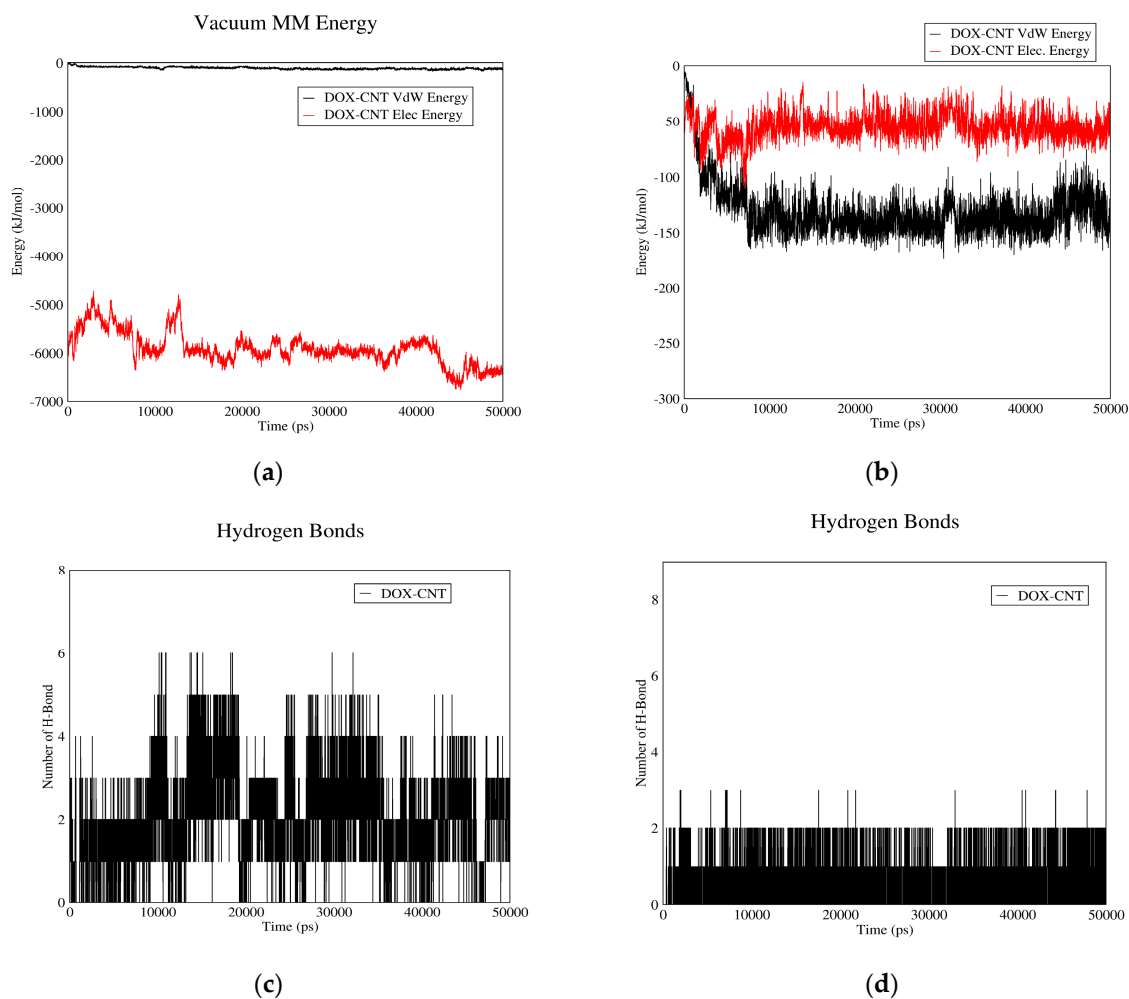 Vacuum MM Energy
0
-1000
-2000
-3000
-4000
-5000
-6000
-7000
Energy (kJ/mol)
DOX-CNT VdW Energy
DOX-CNT Elec Energy
0 10000 20000 30000 40000 50000
Time (ps)
(a)
DOX-CNT VdW Energy
DOX-CNT Elec. Energy
0
-50
-100
-150
-200
-250
-300
Energy (kJ/mol)
0 10000 20000 30000 40000 50000
Time (ps)
(b)
Hydrogen Bonds
8
6
4
2
0
Number of H-Bond
DOX-CNT
0 10000 20000 30000 40000 50000
Time (ps)
(c)
Hydrogen Bonds
8
6
4
2
0
Number of H-Bond
DOX-CNT
0 10000 20000 30000 40000 50000
Time (ps)
(d)